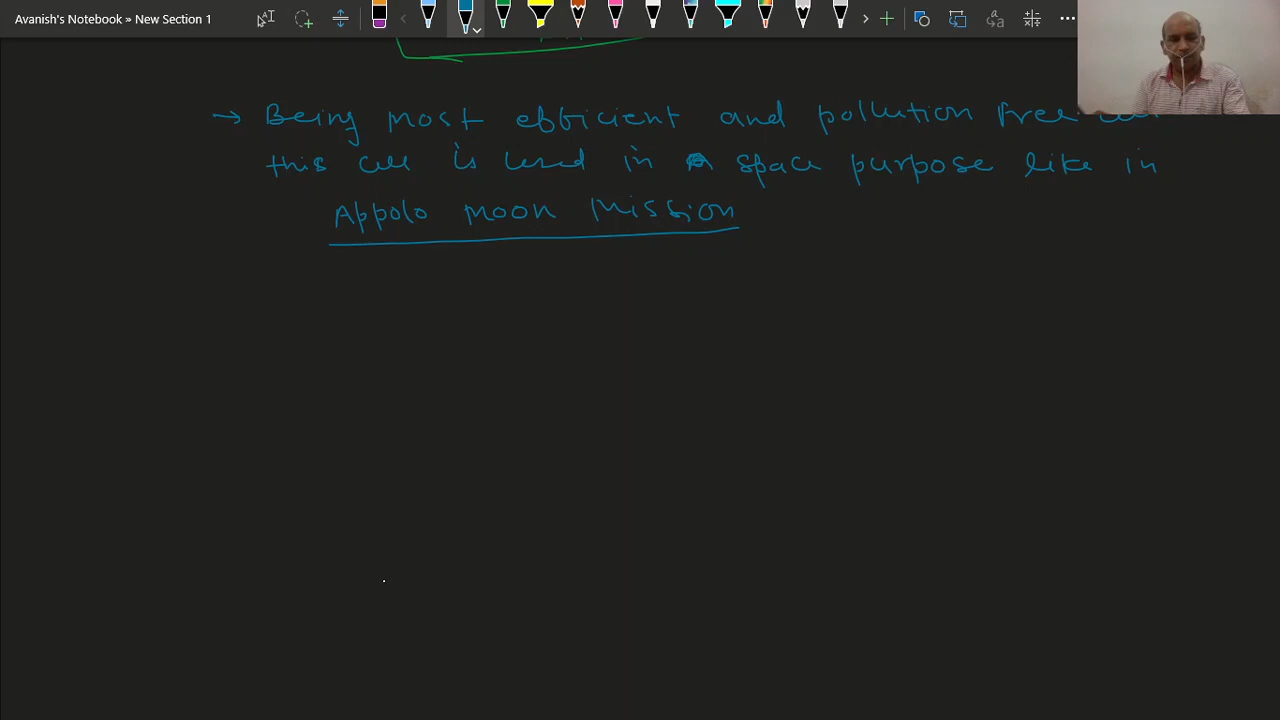 Avanish's Notebook » New Section 1
→ Being most efficient and pollution free
this cell is used in space purpose like in
Appolo moon Mission